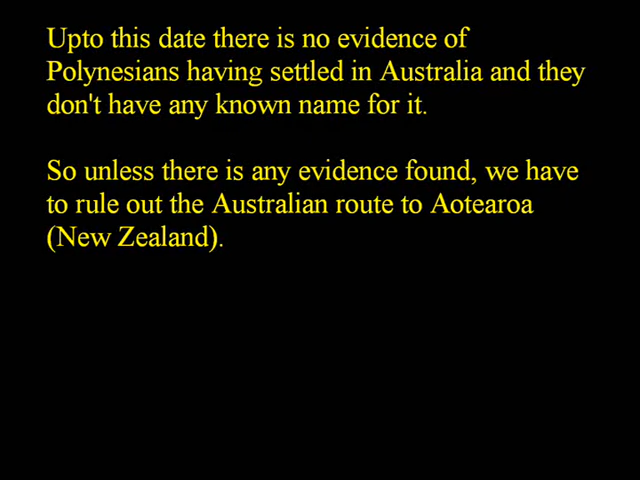 Upto this date there is no evidence of
Polynesians having settled in Australia and they
don't have any known name for it.
So unless there is any evidence found, we have
to rule out the Australian route to Aotearoa
(New Zealand).